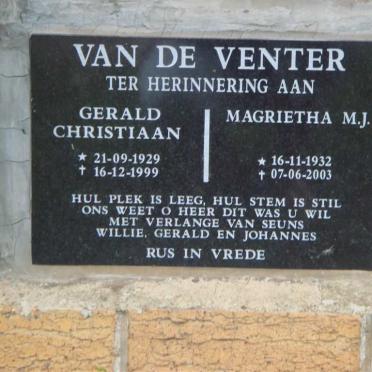 VAN DE VENTER
TER HERINNERING AAN
GERALD CHRISTIAAN
★ 21-09-1929
✝ 16-12-1999
MAGRIETHA M.J.
★ 16-11-1932
✝ 07-06-2003
HUL PLEK IS LEEG, HUL STEM IS STIL
ONS WEET O HEER DIT WAS U WIL
MET VERLANGE VAN SEUNS
WILLIE, GERALD EN JOHANNES
RUS IN VREDE